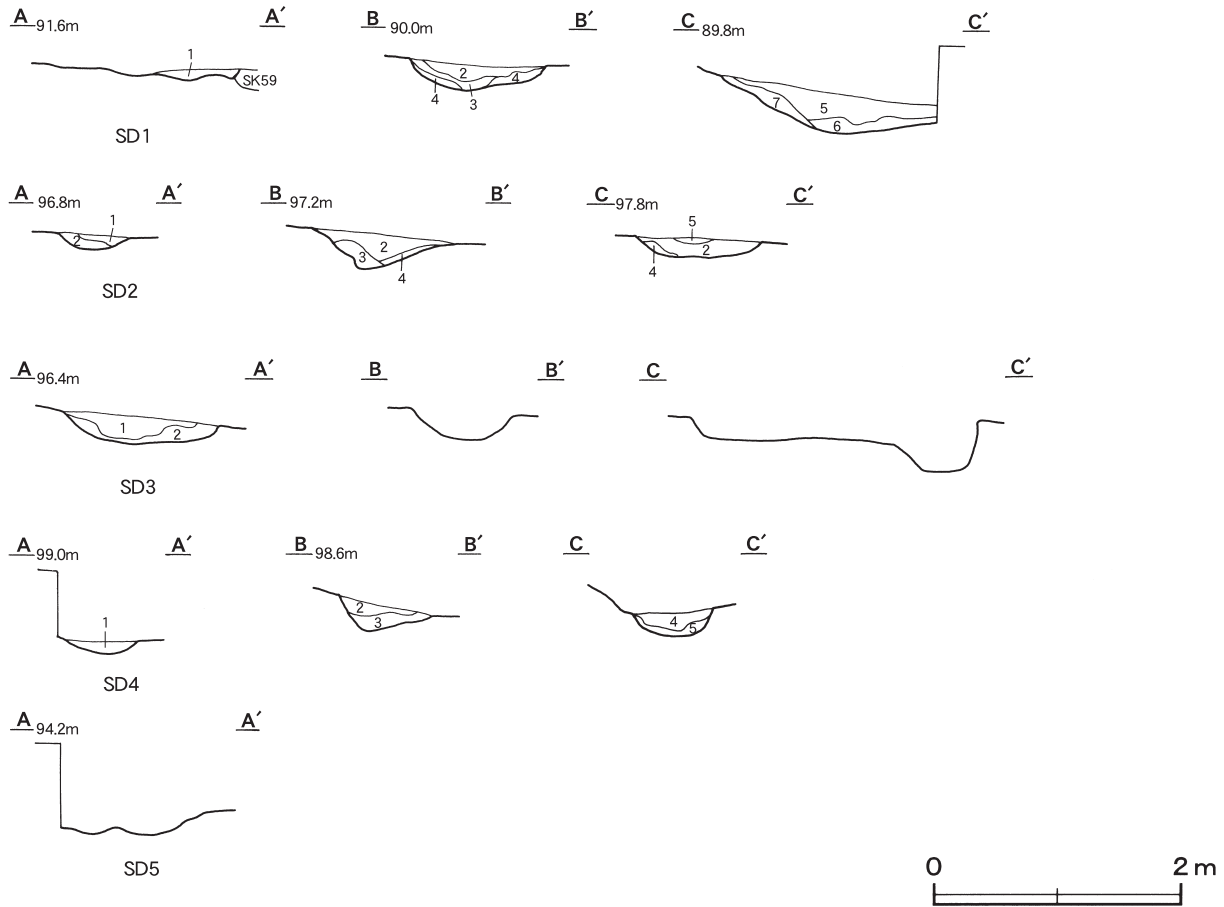 A 91.6m A′ B 90.0m B′ C 89.8m C′
1 SK59 2 4 4 3 5 7 6
SD1
A 96.8m A′ B 97.2m B′ C 97.8m C′
1 2 2 3 4 5 2 4
SD2
A 96.4m A′ B B′ C C′
1 2
SD3
A 99.0m A′ B 98.6m B′ C C′
1 2 3 4 5
SD4
A 94.2m A′
SD5
0 2 m